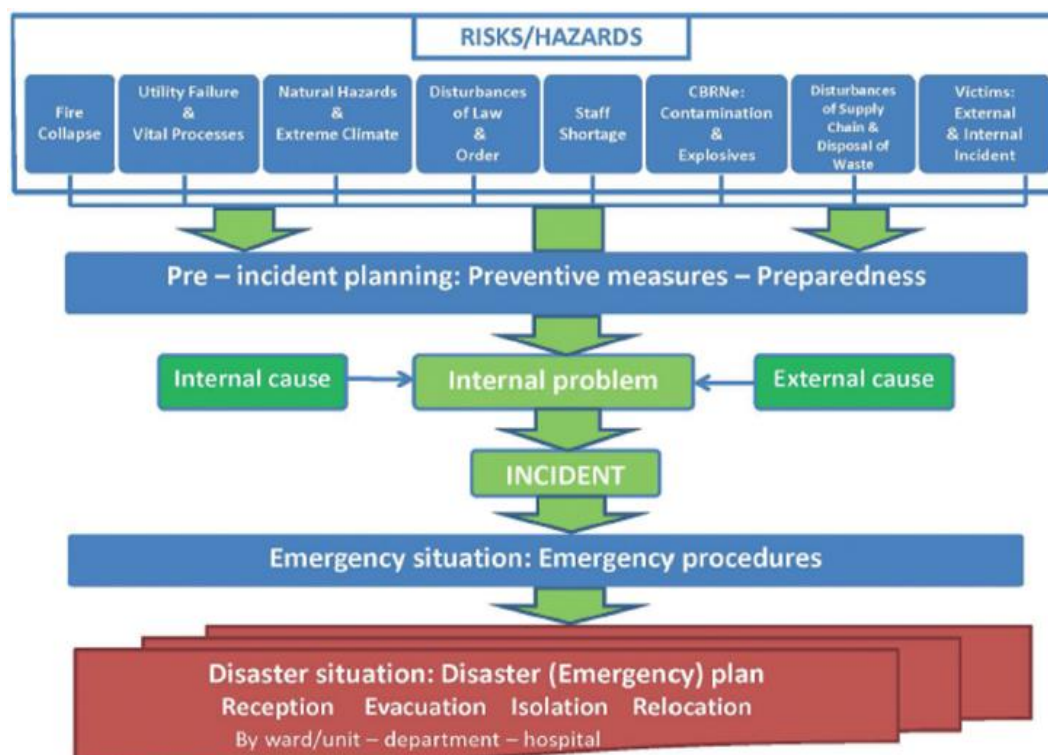 RISKS/HAZARDS
Fire
Collapse
Utility Failure
&
Vital Processes
Natural Hazards
&
Extreme Climate
Disturbances
of Law
&
Order
Staff
Shortage
CBRNe:
Contamination
&
Explosives
Disturbances
of Supply
Chain &
Disposal of
Waste
Victims:
External
& Internal
Incident
Pre – incident planning: Preventive measures – Preparedness
Internal cause
Internal problem
External cause
INCIDENT
Emergency situation: Emergency procedures
Disaster situation: Disaster (Emergency) plan
Reception Evacuation Isolation Relocation
By ward/unit – department – hospital